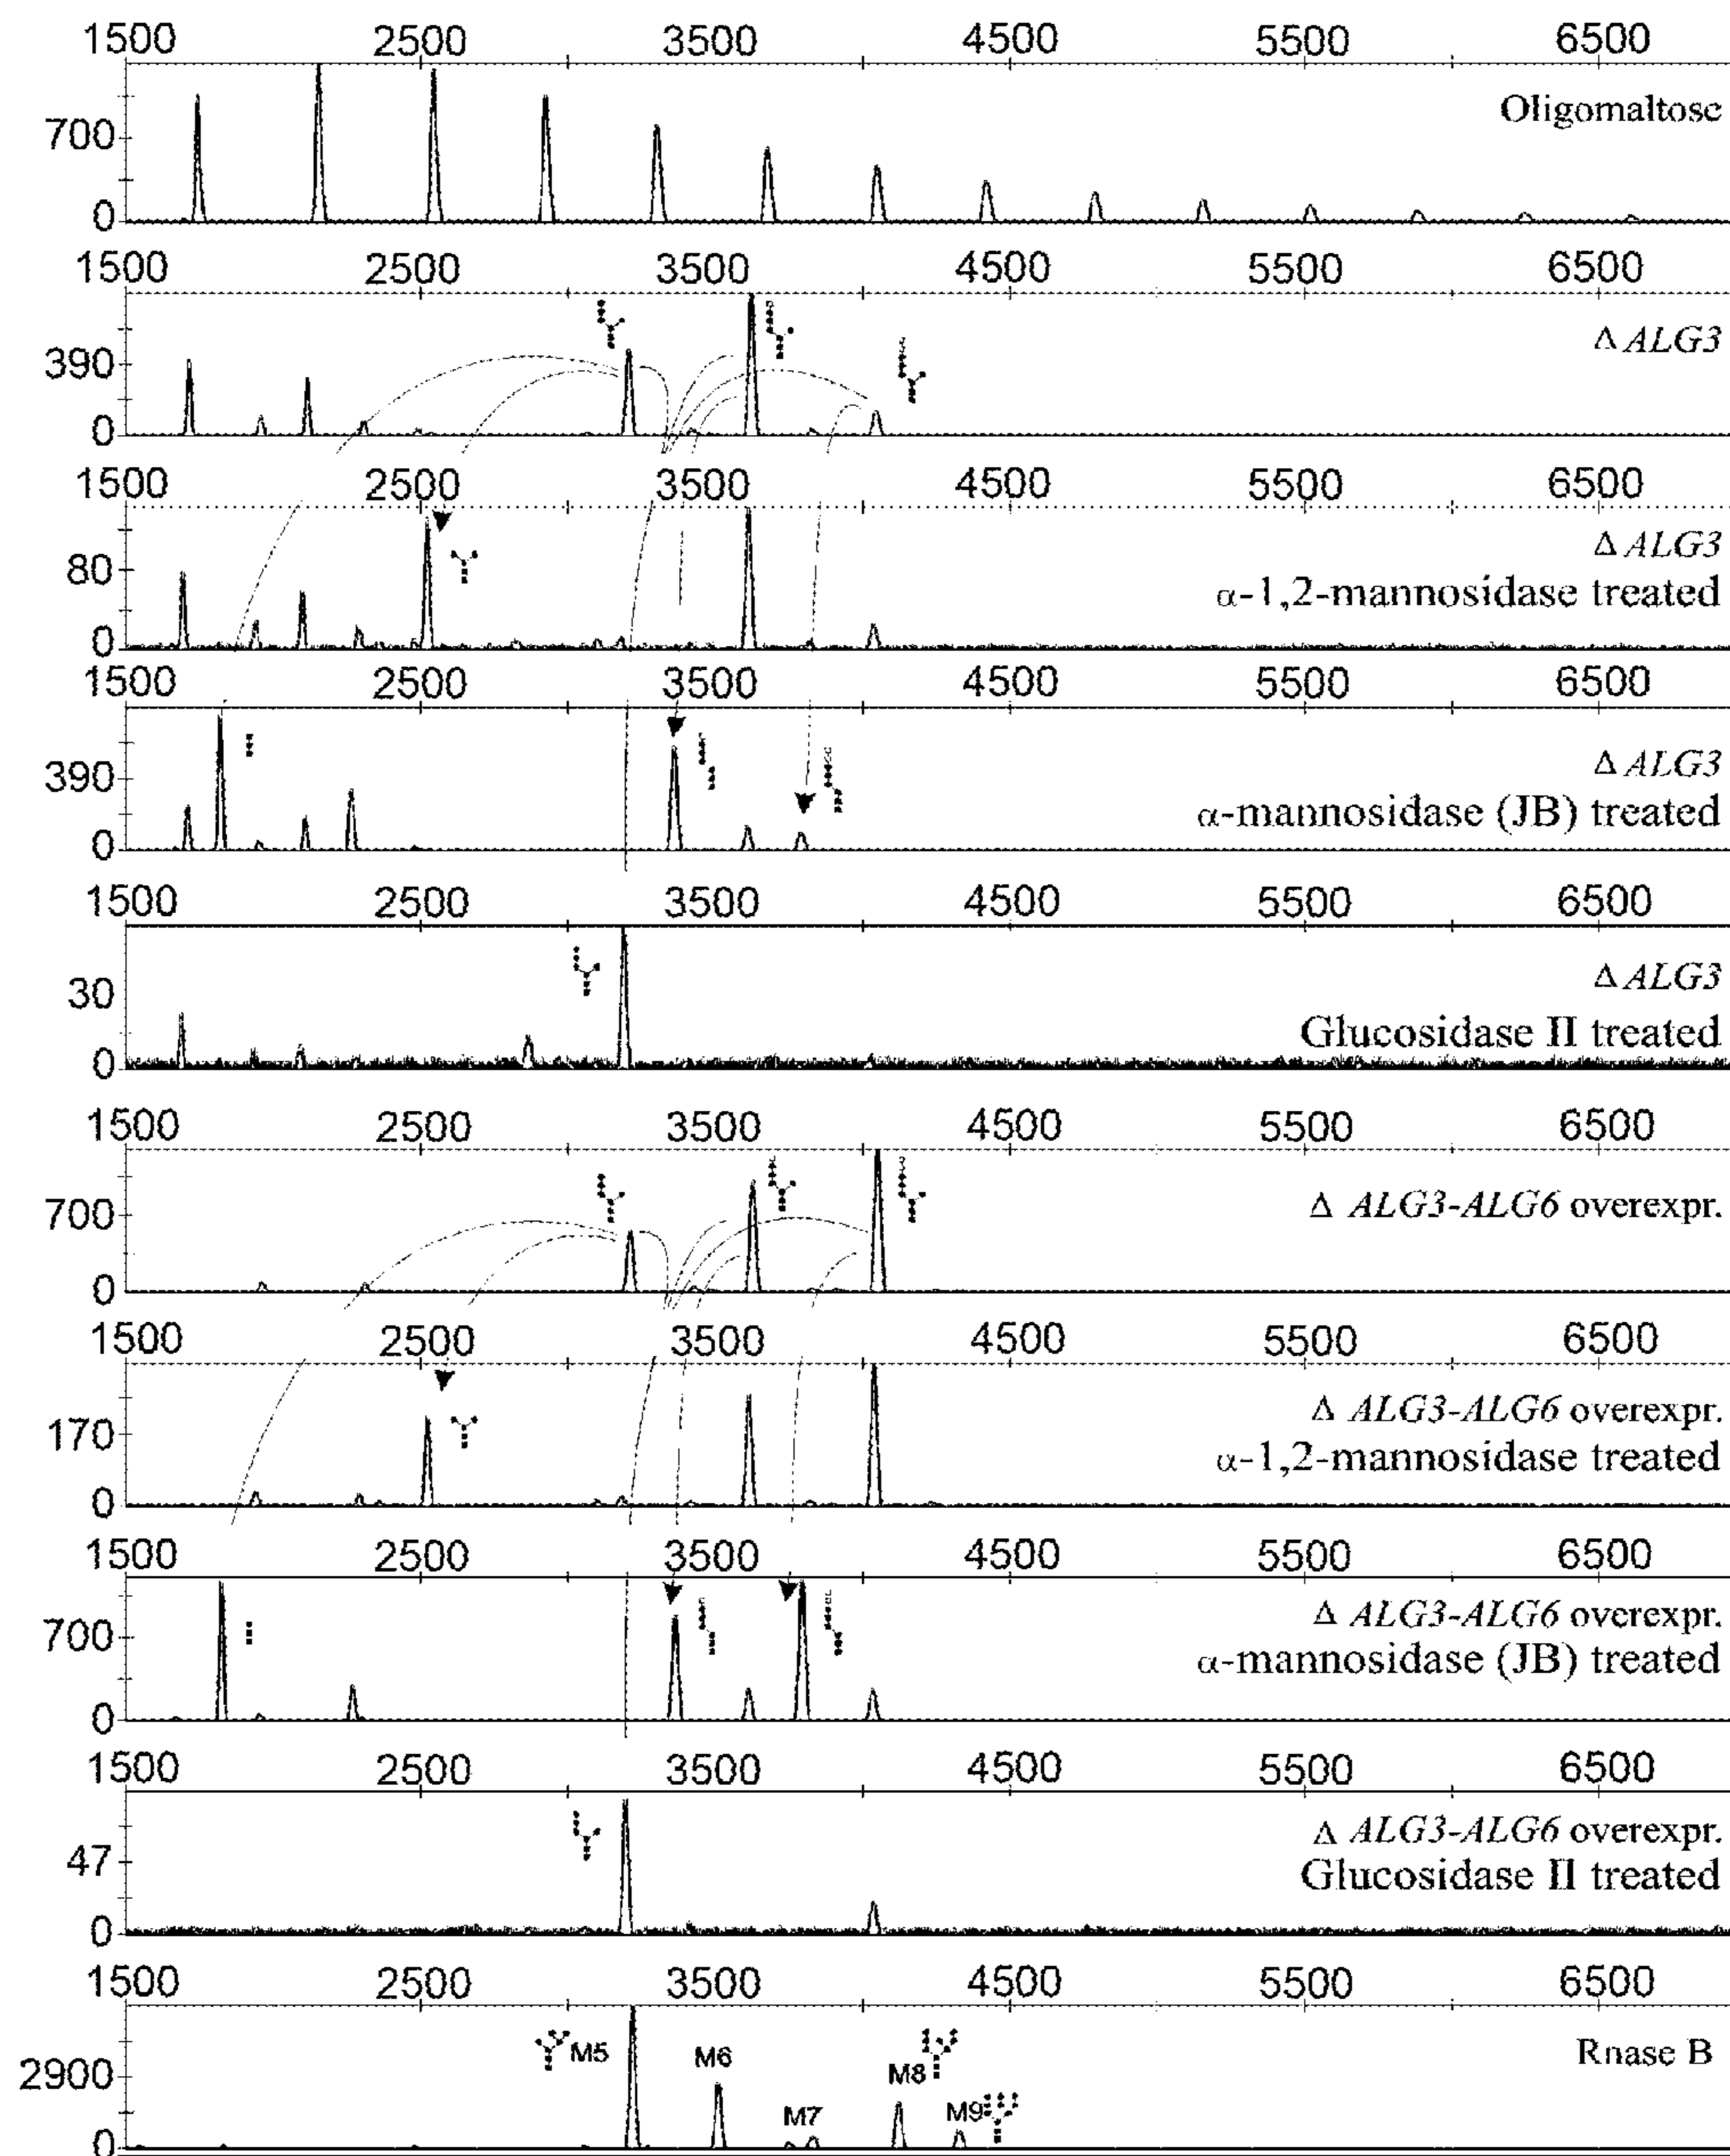 1500 2500 3500 4500 5500 6500
Oligomaltose
700
0
1500 2500 3500 4500 5500 6500
Δ ALG3
390
0
1500 2500 3500 4500 5500 6500
Δ ALG3
80
α-1,2-mannosidase treated
0
1500 2500 3500 4500 5500 6500
Δ ALG3
390
α-mannosidase (JB) treated
0
1500 2500 3500 4500 5500 6500
Δ ALG3
30
Glucosidase II treated
0
1500 2500 3500 4500 5500 6500
Δ ALG3-ALG6 overexpr.
700
0
1500 2500 3500 4500 5500 6500
Δ ALG3-ALG6 overexpr.
170
α-1,2-mannosidase treated
0
1500 2500 3500 4500 5500 6500
Δ ALG3-ALG6 overexpr.
700
α-mannosidase (JB) treated
0
1500 2500 3500 4500 5500 6500
Δ ALG3-ALG6 overexpr.
47
Glucosidase II treated
0
1500 2500 3500 4500 5500 6500
Rnase B
M5 M6 M8
2900
M7 M9
0